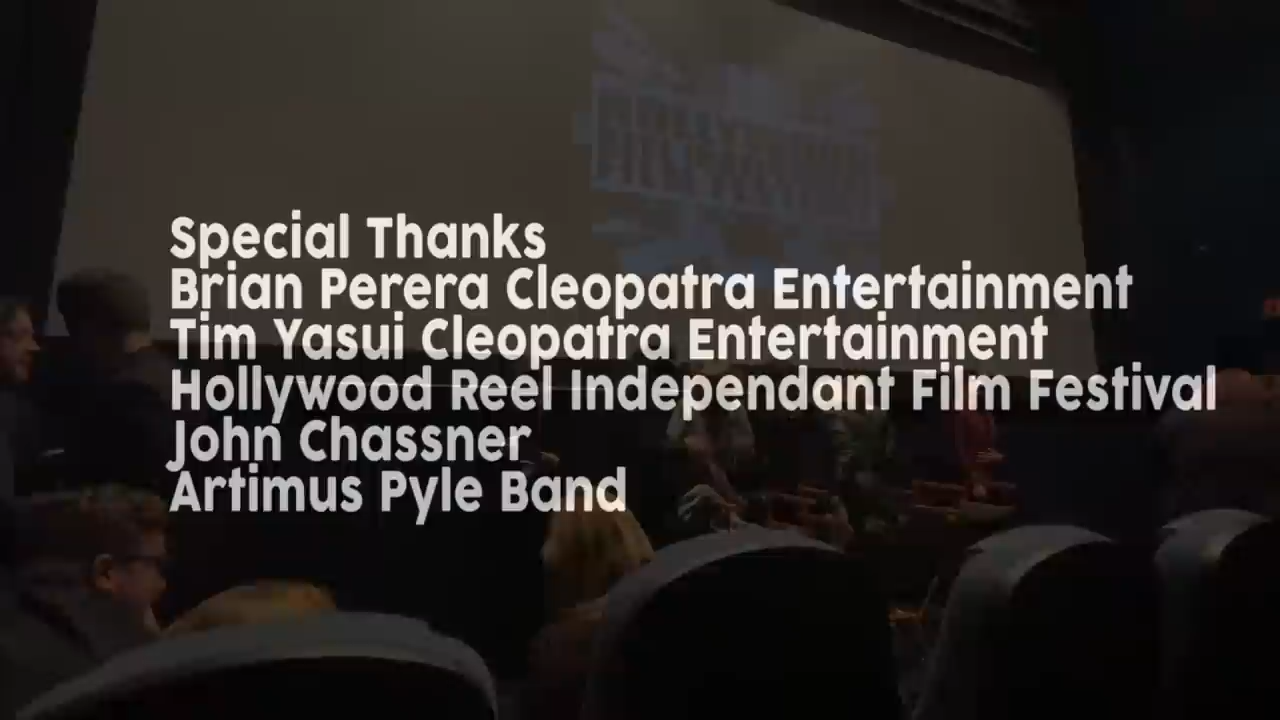 Special Thanks
Brian Perera Cleopatra Entertainment
Tim Yasui Cleopatra Entertainment
Hollywood Reel Independant Film Festival
John Chassner
Artimus Pyle Band